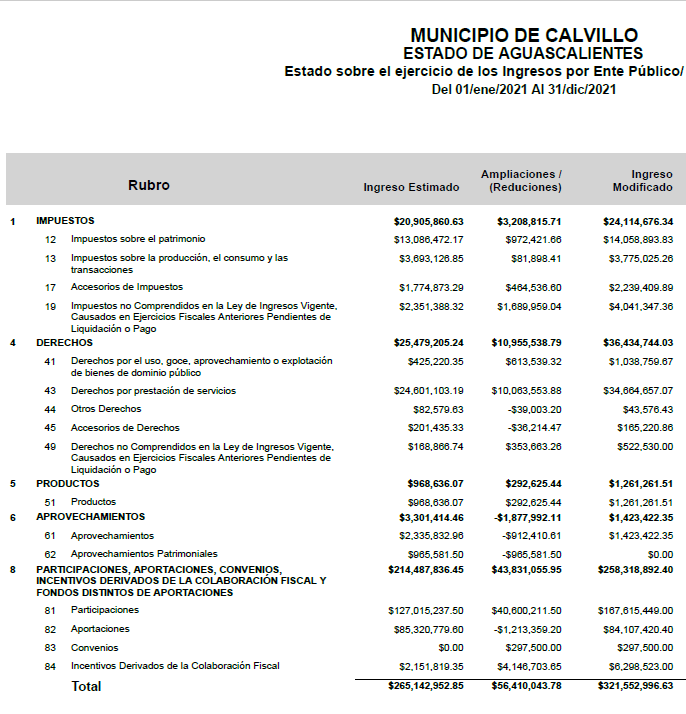 MUNICIPIO DE CALVILLO
ESTADO DE AGUASCALIENTES
Estado sobre el ejercicio de los Ingresos por Ente Público/
Del 01/ene/2021 Al 31/dic/2021
Rubro Ingreso Estimado Ampliaciones / (Reduciones) Ingreso Modificado
1 IMPUESTOS $20,905,860.63 $3,208,815.71 $24,114,676.34
12 Impuestos sobre el patrimonio $13,086,472.17 $972,421.66 $14,058,893.83
13 Impuestos sobre la producción, el consumo y las $3,693,126.85 $81,898.41 $3,775,025.26
transacciones
17 Accesorios de Impuestos $1,774,873.29 $464,536.60 $2,239,409.89
19 Impuestos no Comprendidos en la Ley de Ingresos Vigente, $2,351,388.32 $1,689,959.04 $4,041,347.36
Causados en Ejercicios Fiscales Anteriores Pendientes de
Liquidación o Pago
4 DERECHOS $25,479,205.24 $10,955,538.79 $36,434,744.03
41 Derechos por el uso, goce, aprovechamiento o explotación $425,220.35 $613,539.32 $1,038,759.67
de bienes de dominio público
43 Derechos por prestación de servicios $24,601,103.19 $10,063,553.88 $34,664,657.07
44 Otros Derechos $82,579.63 -$39,003.20 $43,576.43
45 Accesorios de Derechos $201,435.33 -$36,214.47 $165,220.86
49 Derechos no Comprendidos en la Ley de Ingresos Vigente, $168,866.74 $353,663.26 $522,530.00
Causados en Ejercicios Fiscales Anteriores Pendientes de
Liquidación o Pago
5 PRODUCTOS $968,636.07 $292,625.44 $1,261,261.51
51 Productos $968,636.07 $292,625.44 $1,261,261.51
6 APROVECHAMIENTOS $3,301,414.46 -$1,877,992.11 $1,423,422.35
61 Aprovechamientos $2,335,832.96 -$912,410.61 $1,423,422.35
62 Aprovechamientos Patrimoniales $965,581.50 -$965,581.50 $0.00
8 PARTICIPACIONES, APORTACIONES, CONVENIOS, $214,487,836.45 $43,831,055.95 $258,318,892.40
INCENTIVOS DERIVADOS DE LA COLABORACIÓN FISCAL Y
FONDOS DISTINTOS DE APORTACIONES
81 Participaciones $127,015,237.50 $40,600,211.50 $167,615,449.00
82 Aportaciones $85,320,779.60 -$1,213,359.20 $84,107,420.40
83 Convenios $0.00 $297,500.00 $297,500.00
84 Incentivos Derivados de la Colaboración Fiscal $2,151,819.35 $4,146,703.65 $6,298,523.00
Total $265,142,952.85 $56,410,043.78 $321,552,996.63